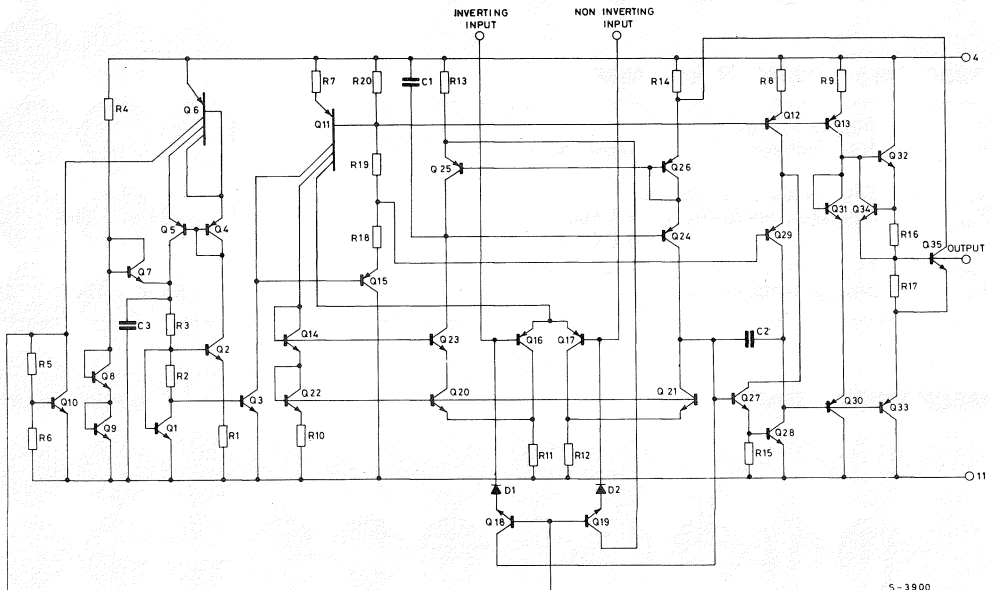 INVERTING INPUT
NON INVERTING INPUT
4
R4
Q6
R7
R20
C1
R13
R14
R8
R9
Q11
Q12
Q13
R19
Q25
Q26
Q32
Q5
Q4
Q31
Q34
R18
Q24
Q29
R16
Q35
OUTPUT
Q7
Q15
R17
C3
R3
Q14
Q23
Q16
Q17
C2
R5
R2
Q2
Q8
Q10
Q3
Q22
Q20
Q21
Q27
Q30
Q33
R6
Q9
Q1
R1
R10
R11
R12
R15
Q28
11
D1
D2
Q18
Q19
S-3900